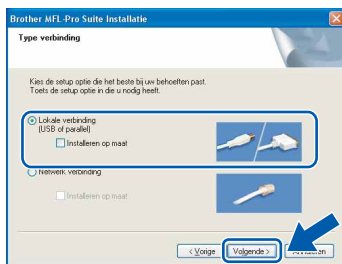 Brother MFL-Pro Suite Installatie
Type verbinding
Kies de setup optie die het beste bij uw behoeften past.
Toets de setup optie in die u nodig heeft.
Lokale verbinding
(USB of parallel)
Installeren op maat
Netwerk verbinding
Installeren op maat
< Vorige
Volgende >